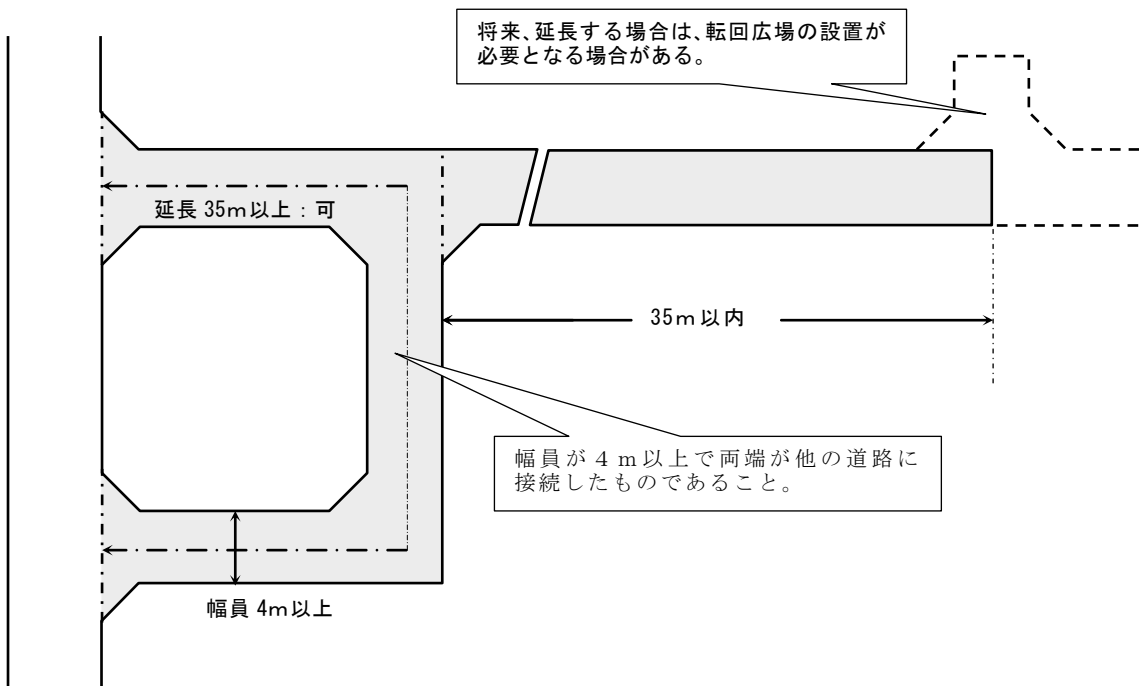 将来、延長する場合は、転回広場の設置が
必要となる場合がある。
延長 35m以上：可
35m以内
幅員が4m以上で両端が他の道路に
接続したものであること。
幅員 4m以上